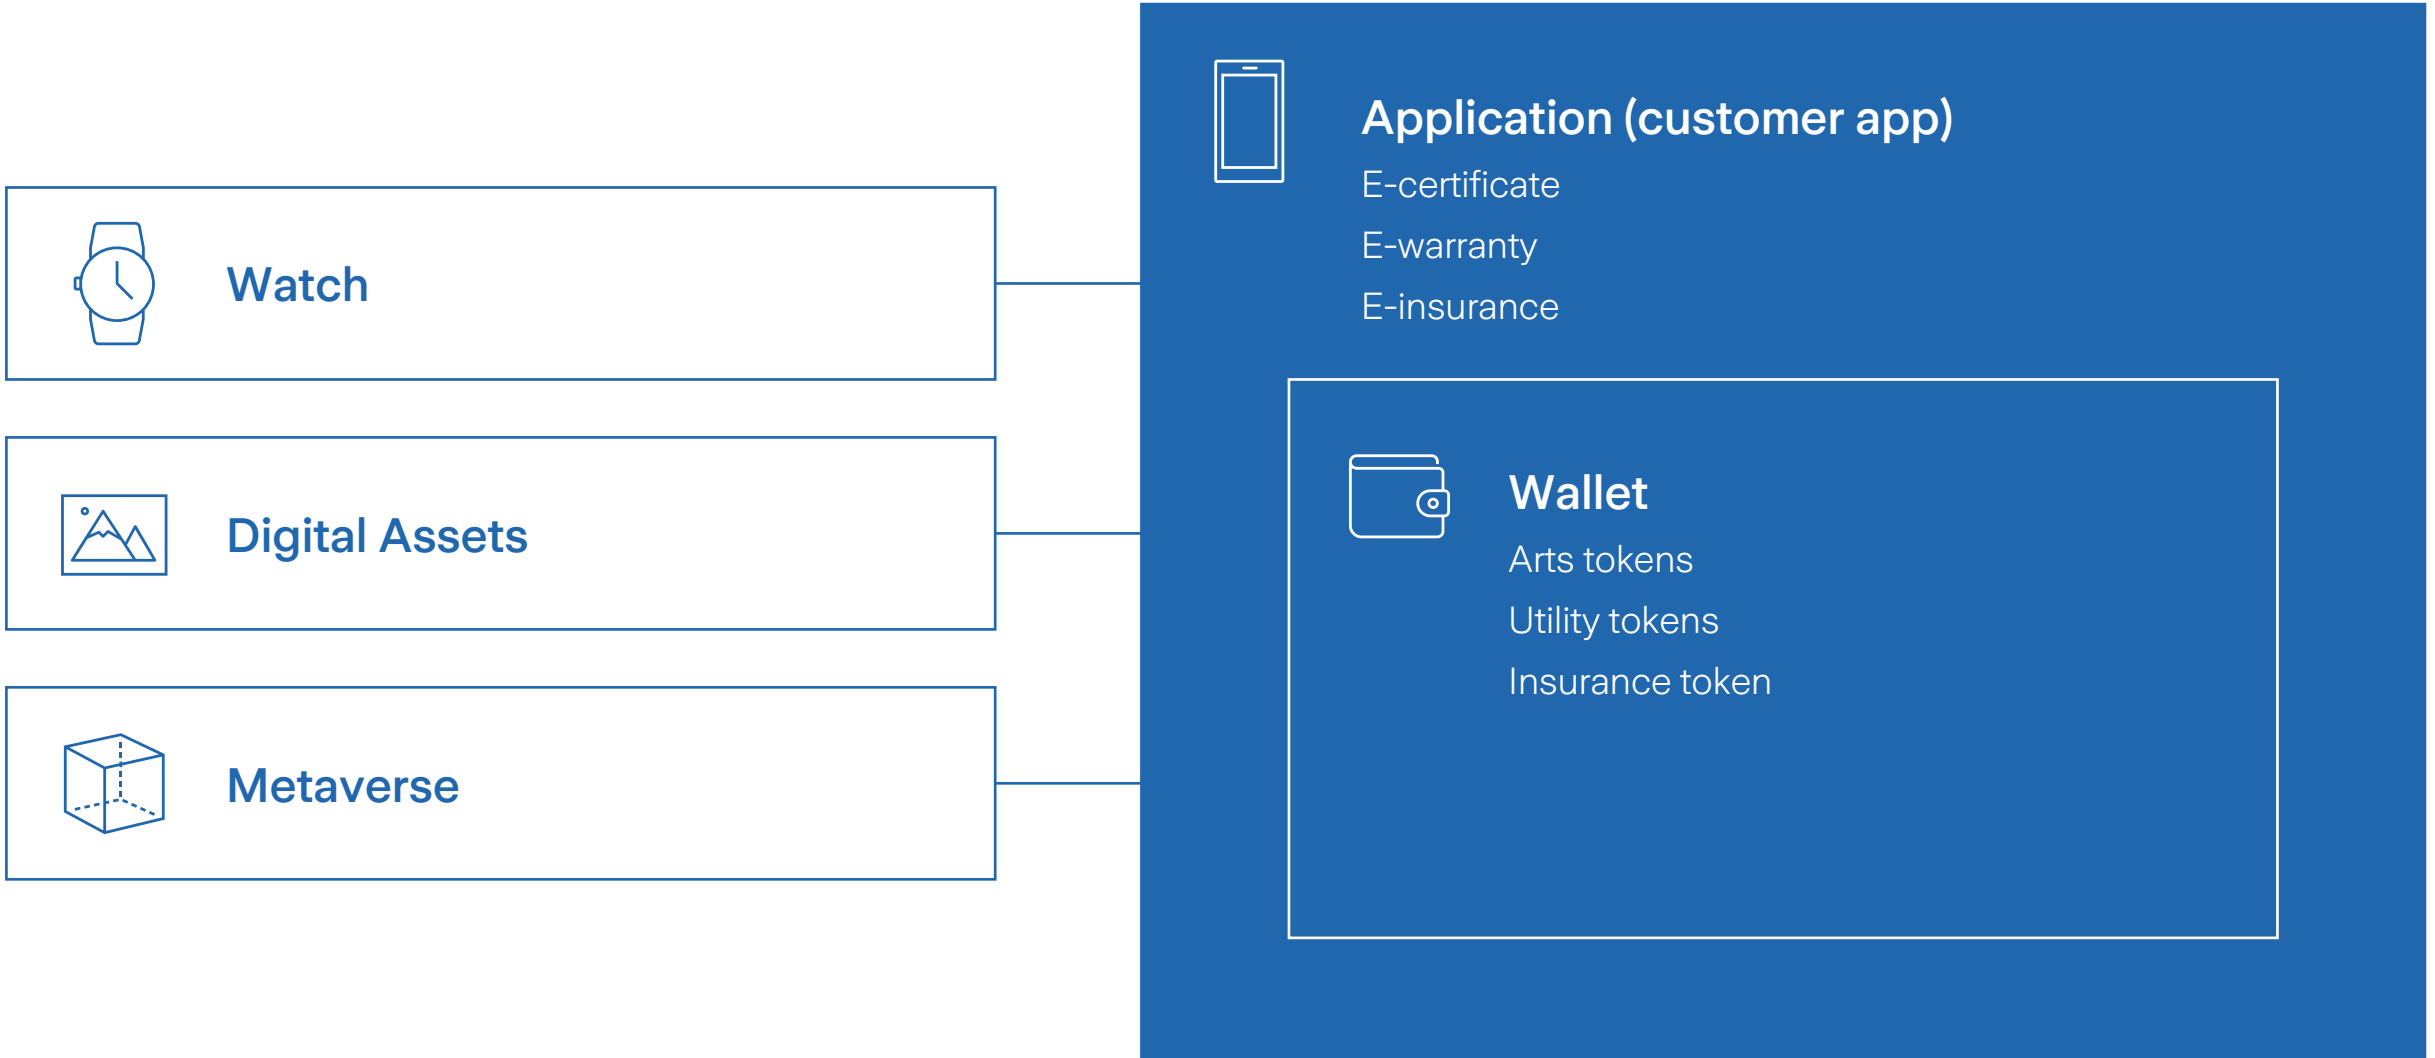 Watch
Digital Assets
Metaverse
Application (customer app)
E-certificate
E-warranty
E-insurance
Wallet
Arts tokens
Utility tokens
Insurance token